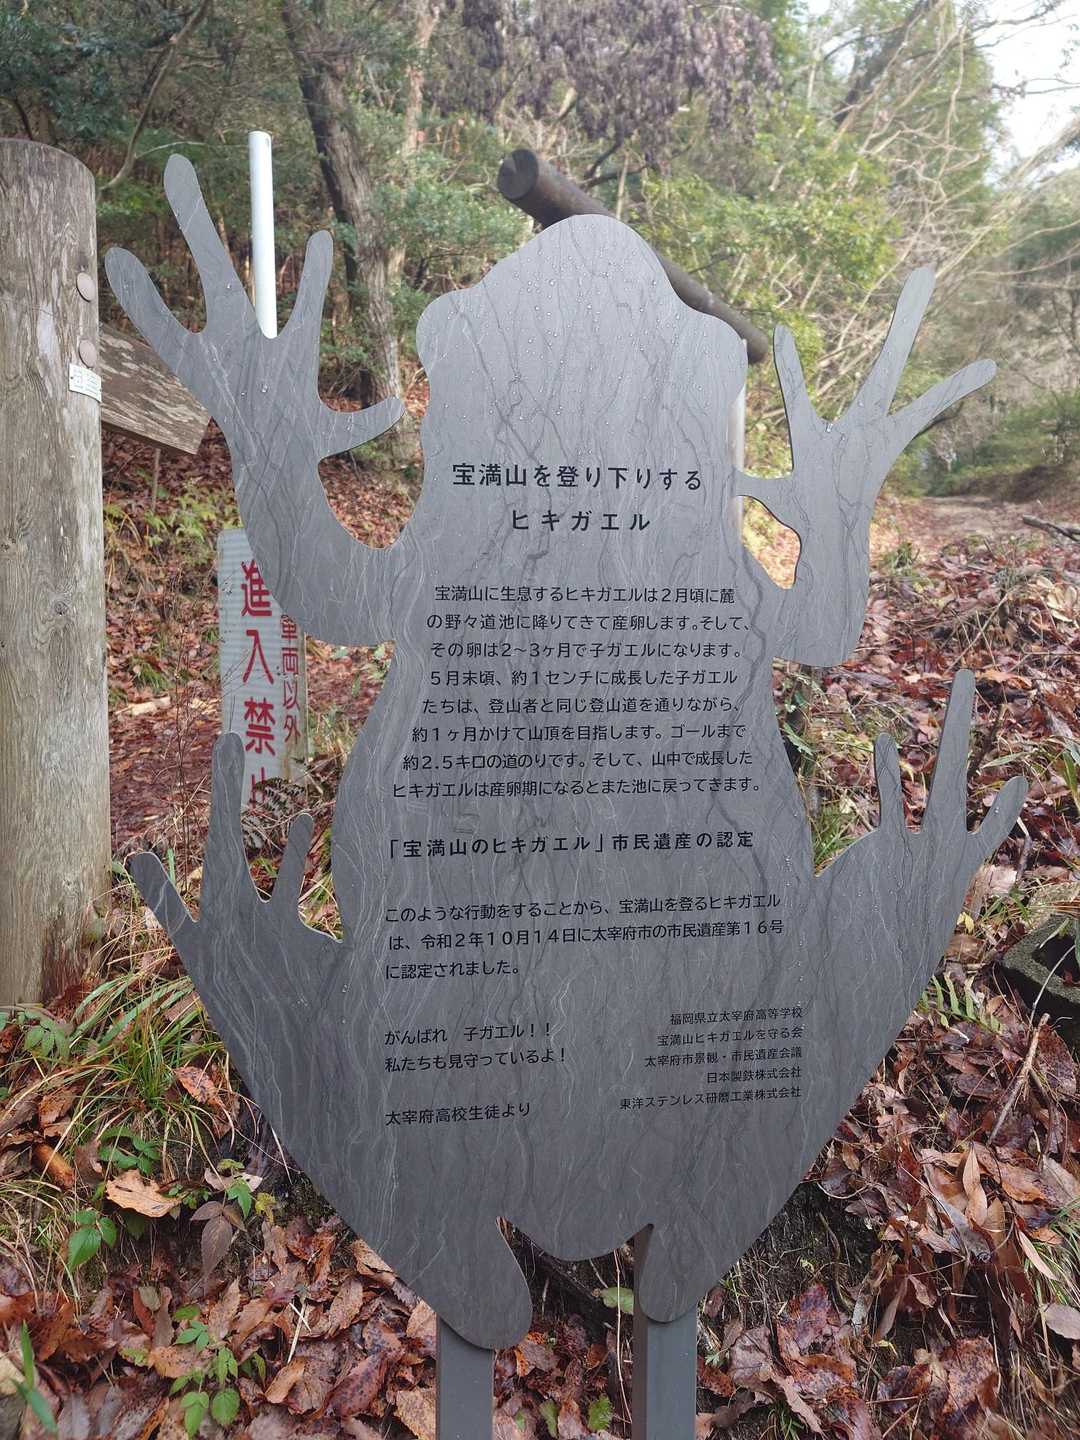 宝満山を登り下りする
ヒキガエル
宝満山に生息するヒキガエルは２月頃に麓
の野々道池に降りてきて産卵します。そして、
その卵は2～3ヶ月で子ガエルになります。
５月末頃、約１センチに成長した子ガエル
たちは、登山者と同じ登山道を通りながら、
約１ヶ月かけて山頂を目指します。ゴールまで
約2.5キロの道のりです。そして、山中で成長した
ヒキガエルは産卵期になるとまた池に戻ってきます。
「宝満山のヒキガエル」市民遺産の認定
このような行動をすることから、宝満山を登るヒキガエル
は、令和２年１０月１４日に太宰府市の市民遺産第１６号
に認定されました。
がんばれ　子ガエル！！
私たちも見守っているよ！
太宰府高校生徒より
福岡県立太宰府高等学校
宝満山ヒキガエルを守る会
太宰府市景観・市民遺産会議
日本製鉄株式会社
東洋ステンレス研磨工業株式会社
車両以外
進入禁止